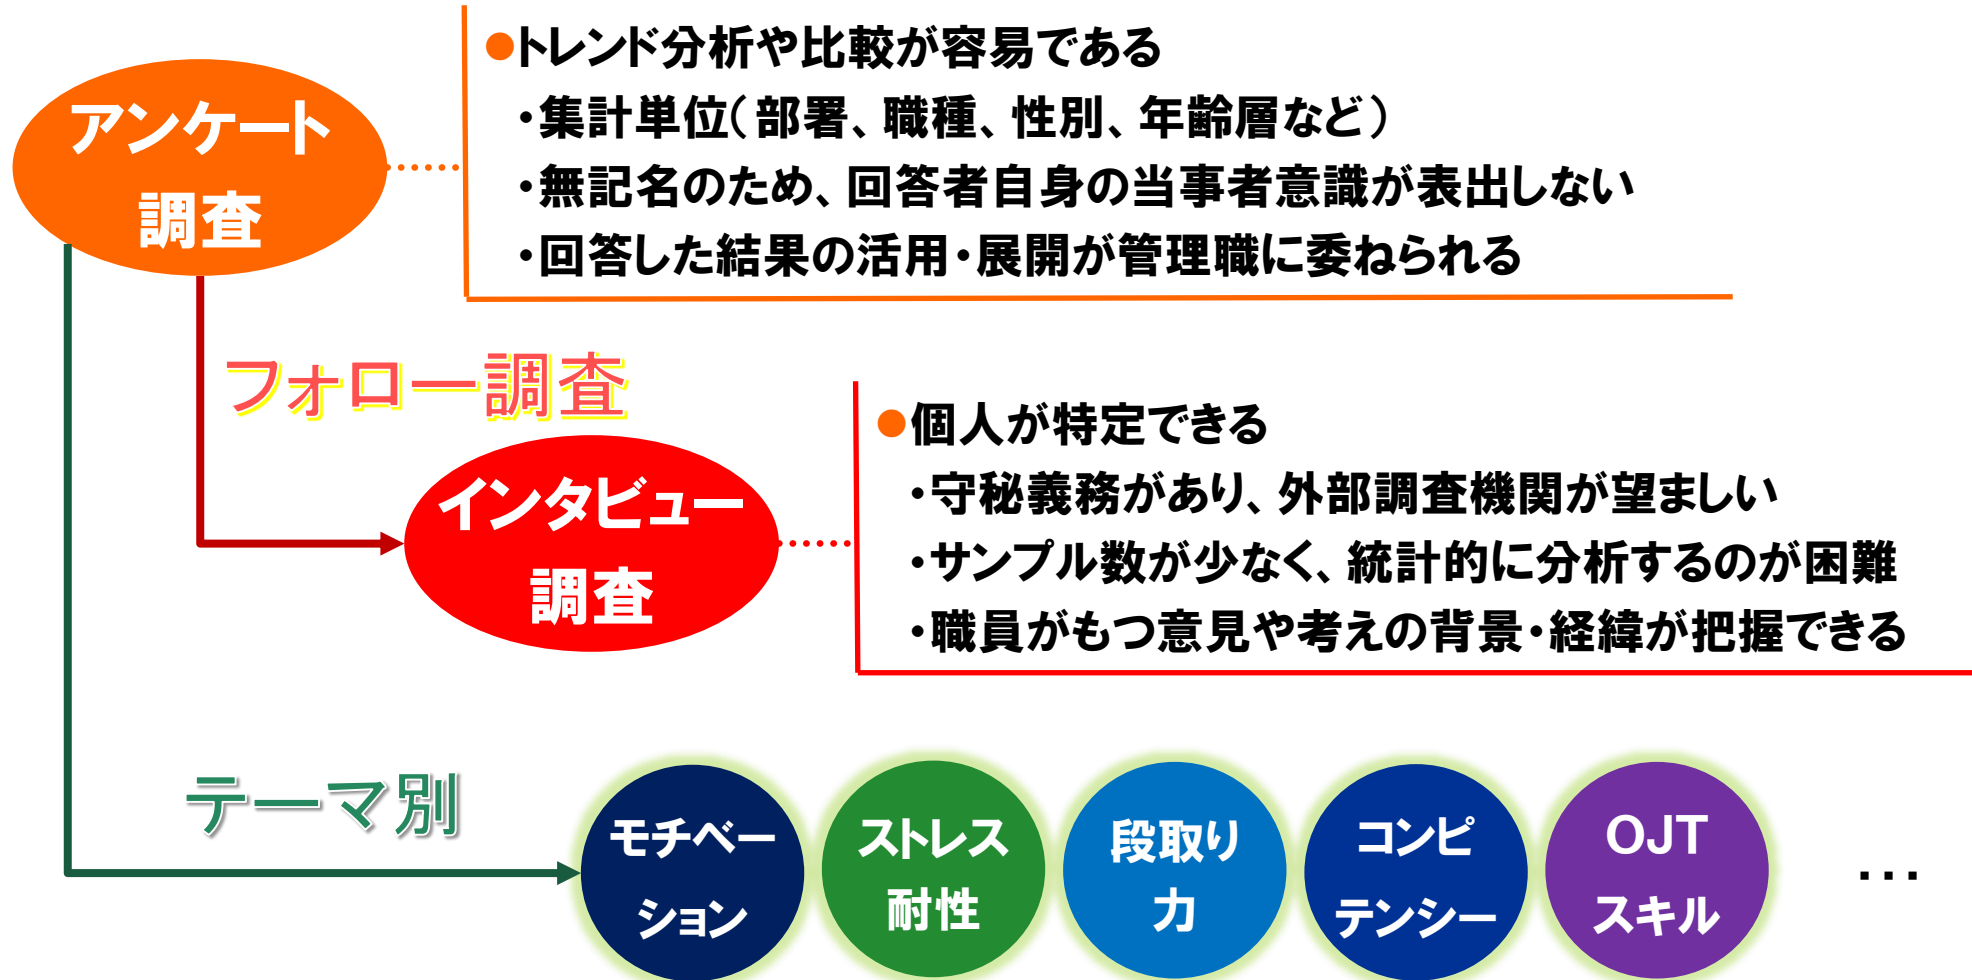 ●トレンド分析や比較が容易である
・集計単位（部署、職種、性別、年齢層など）
・無記名のため、回答者自身の当事者意識が表出しない
・回答した結果の活用・展開が管理職に委ねられる
アンケート
調査
フォロー調査
●個人が特定できる
・守秘義務があり、外部調査機関が望ましい
・サンプル数が少なく、統計的に分析するのが困難
・職員がもつ意見や考えの背景・経緯が把握できる
インタビュー
調査
テーマ別
モチベー
ション
ストレス
耐性
段取り
力
コンピ
テンシー
OJT
スキル
…